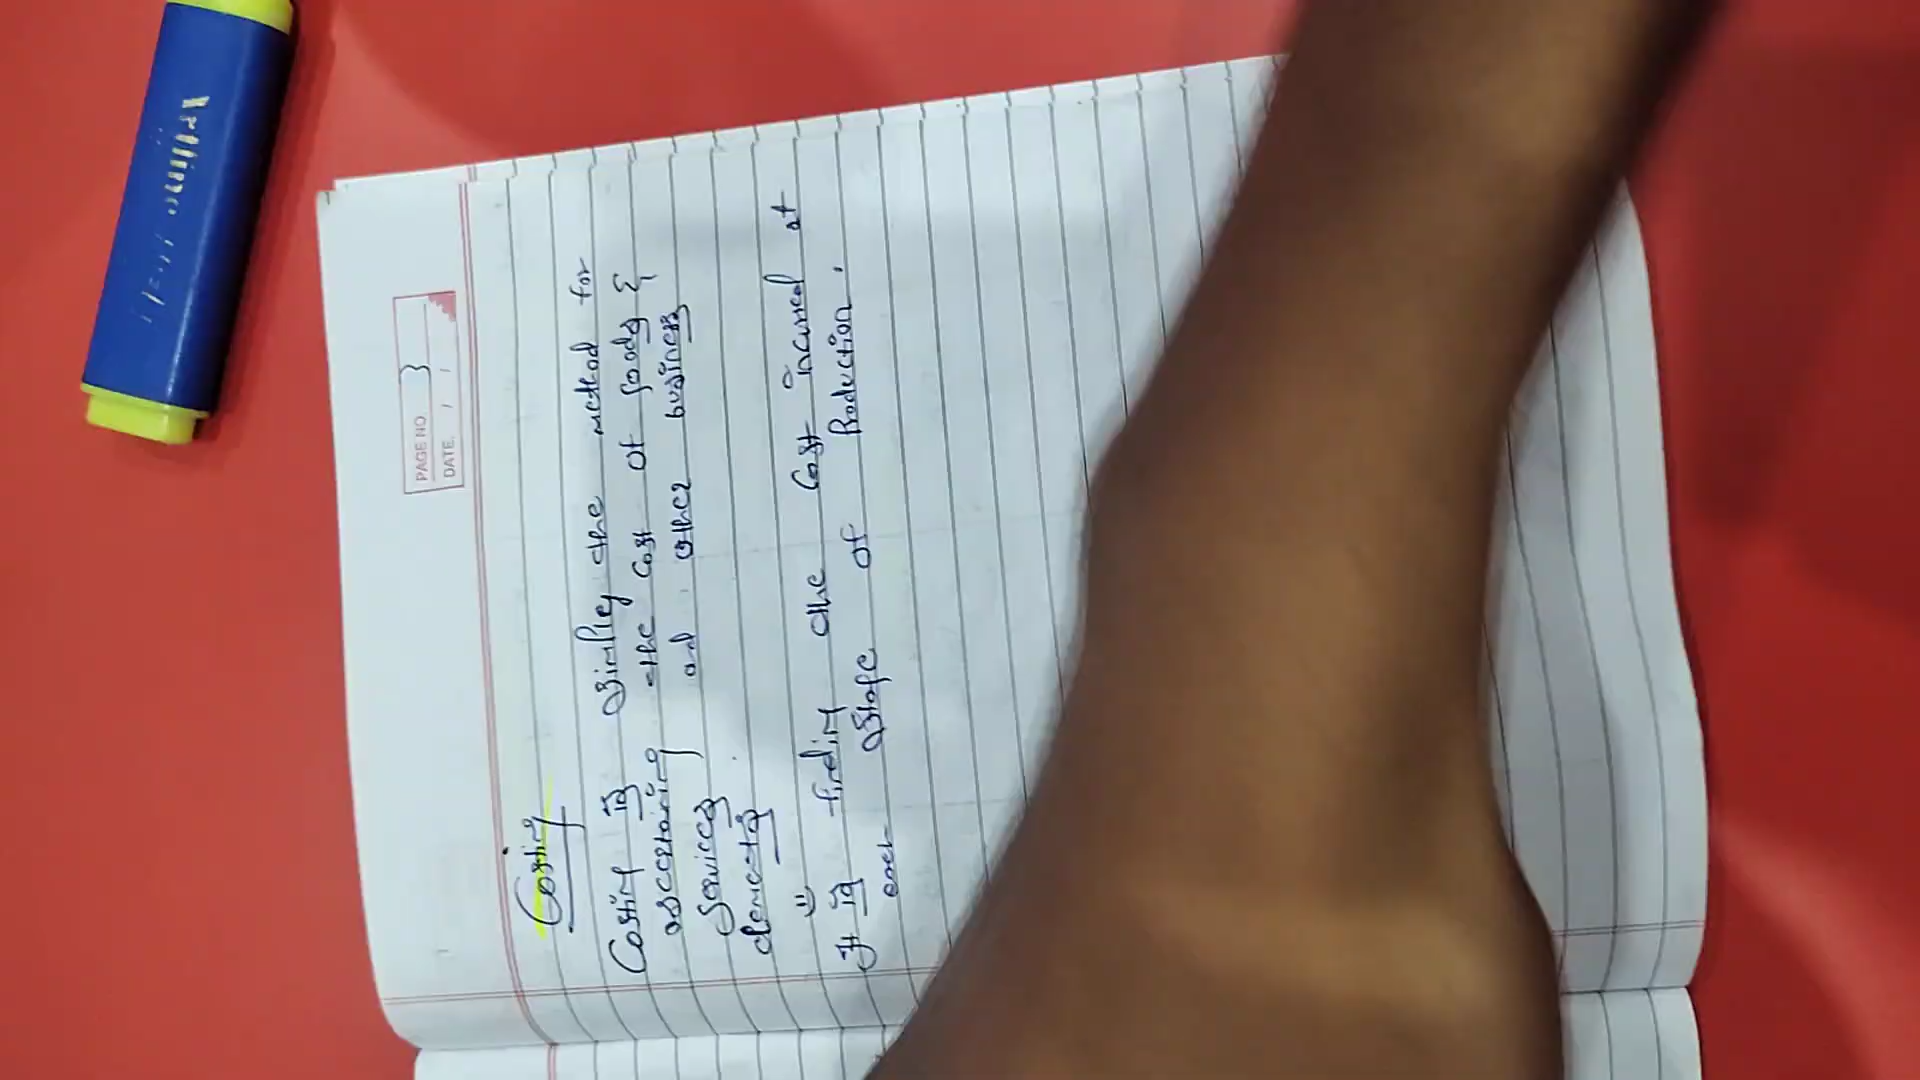 PAGE NO 3
DATE / /
Costing
Costing is simply the method for
ascertaining the cost of goods &
services and other business
elements
It is finding the cost incurred at
each stage of Production.